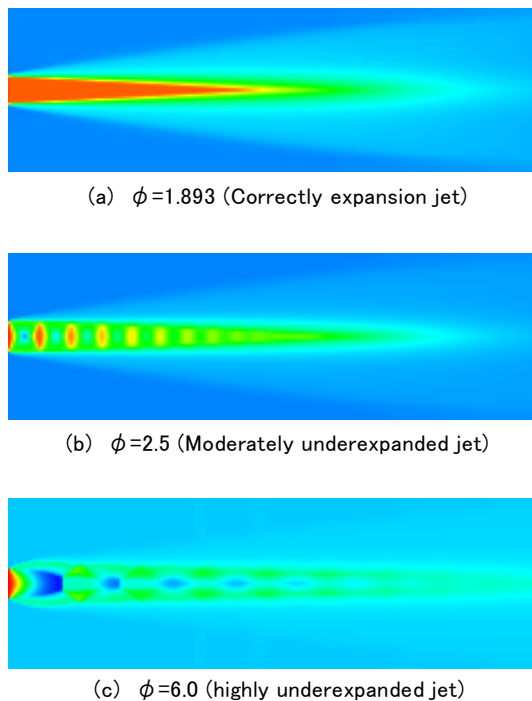 (a) φ=1.893 (Correctly expansion jet)
(b) φ=2.5 (Moderately underexpanded jet)
(c) φ=6.0 (highly underexpanded jet)